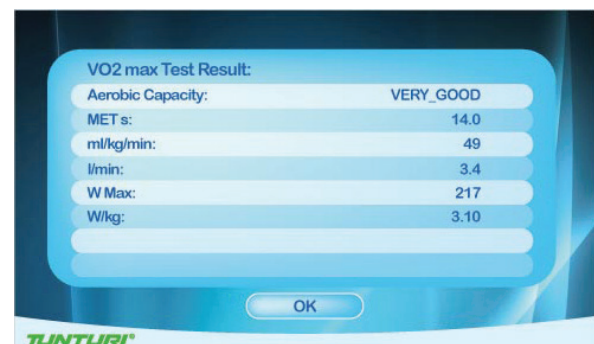 VO2 max Test Result:
Aerobic Capacity: VERY_GOOD
MET s: 14.0
ml/kg/min: 49
l/min: 3.4
W Max: 217
W/kg: 3.10
OK
TUNTURI®